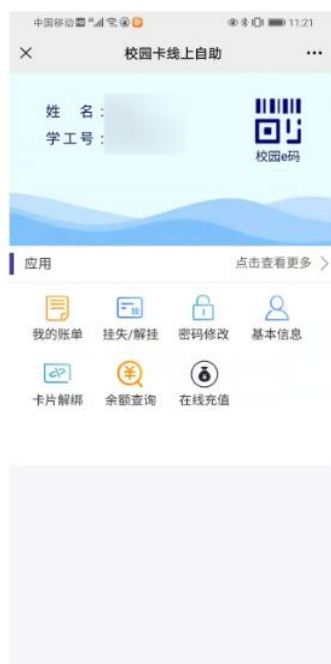 中国移动 11:21
校园卡线上自助
姓 名:
学工号:
校园e码
应用 点击查看更多
我的账单 挂失/解挂 密码修改 基本信息
卡片解绑 余额查询 在线充值